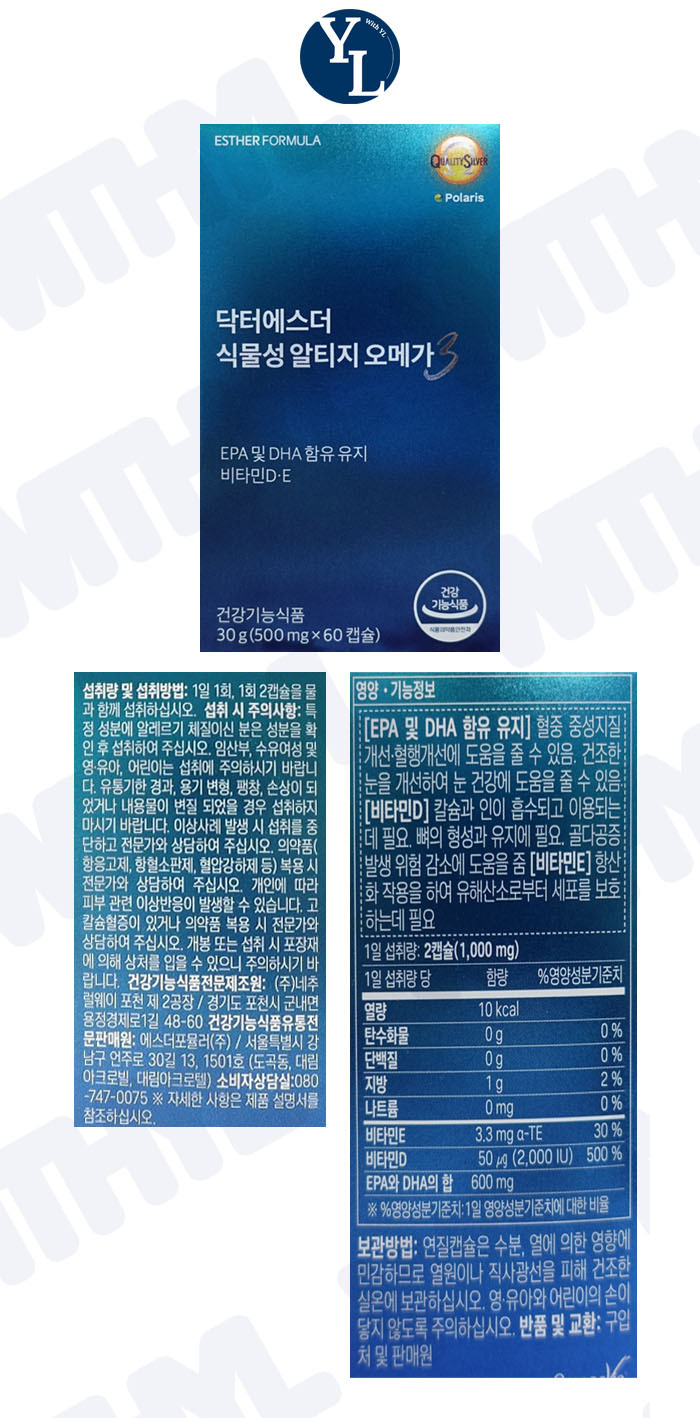 YL
With YL
ESTHER FORMULA
QUALITY SILVER
Polaris
닥터에스더
식물성 알티지 오메가3
EPA 및 DHA 함유 유지
비타민D·E
건강
기능식품
식품의약품안전처
건강기능식품
30 g (500 mg × 60 캡슐)
섭취량 및 섭취방법: 1일 1회, 1회 2캡슐을 물
과 함께 섭취하십시오. 섭취 시 주의사항: 특
정 성분에 알레르기 체질이신 분은 성분을 확
인 후 섭취하여 주십시오. 임산부, 수유여성 및
영·유아, 어린이는 섭취에 주의하시기 바랍니
다. 유통기한 경과, 용기 변형, 팽창, 손상이 되
었거나 내용물이 변질 되었을 경우 섭취하지
마시기 바랍니다. 이상사례 발생 시 섭취를 중
단하고 전문가와 상담하여 주십시오. 의약품(
항응고제, 항혈소판제, 혈압강하제 등) 복용 시
전문가와 상담하여 주십시오. 개인에 따라
피부 관련 이상반응이 발생할 수 있습니다. 고
칼슘혈증이 있거나 의약품 복용 시 전문가와
상담하여 주십시오. 개봉 또는 섭취 시 포장재
에 의해 상처를 입을 수 있으니 주의하시기 바
랍니다. 건강기능식품전문제조원: (주)네추
럴웨이 포천 제 2공장 / 경기도 포천시 군내면
용정경제로1길 48-60 건강기능식품유통전
문판매원: 에스더포뮬러(주) / 서울특별시 강
남구 언주로 30길 13, 1501호 (도곡동, 대림
아크로빌, 대림아크로텔) 소비자상담실:080
-747-0075 ※ 자세한 사항은 제품 설명서를
참조하십시오.
영양·기능정보
[EPA 및 DHA 함유 유지] 혈중 중성지질
개선·혈행개선에 도움을 줄 수 있음. 건조한
눈을 개선하여 눈 건강에 도움을 줄 수 있음.
[비타민D] 칼슘과 인이 흡수되고 이용되는
데 필요. 뼈의 형성과 유지에 필요. 골다공증
발생 위험 감소에 도움을 줌 [비타민E] 항산
화 작용을 하여 유해산소로부터 세포를 보호
하는데 필요
1일 섭취량: 2캡슐(1,000 mg)
1일 섭취량 당 함량 %영양성분기준치
열량 10 kcal
탄수화물 0 g 0 %
단백질 0 g 0 %
지방 1 g 2 %
나트륨 0 mg 0 %
비타민E 3.3 mg α-TE 30 %
비타민D 50 ㎍ (2,000 IU) 500 %
EPA와 DHA의 합 600 mg
※ %영양성분기준치: 1일 영양성분기준치에 대한 비율
보관방법: 연질캡슐은 수분, 열에 의한 영향에
민감하므로 열원이나 직사광선을 피해 건조한
실온에 보관하십시오. 영·유아와 어린이의 손이
닿지 않도록 주의하십시오. 반품 및 교환: 구입
처 및 판매원